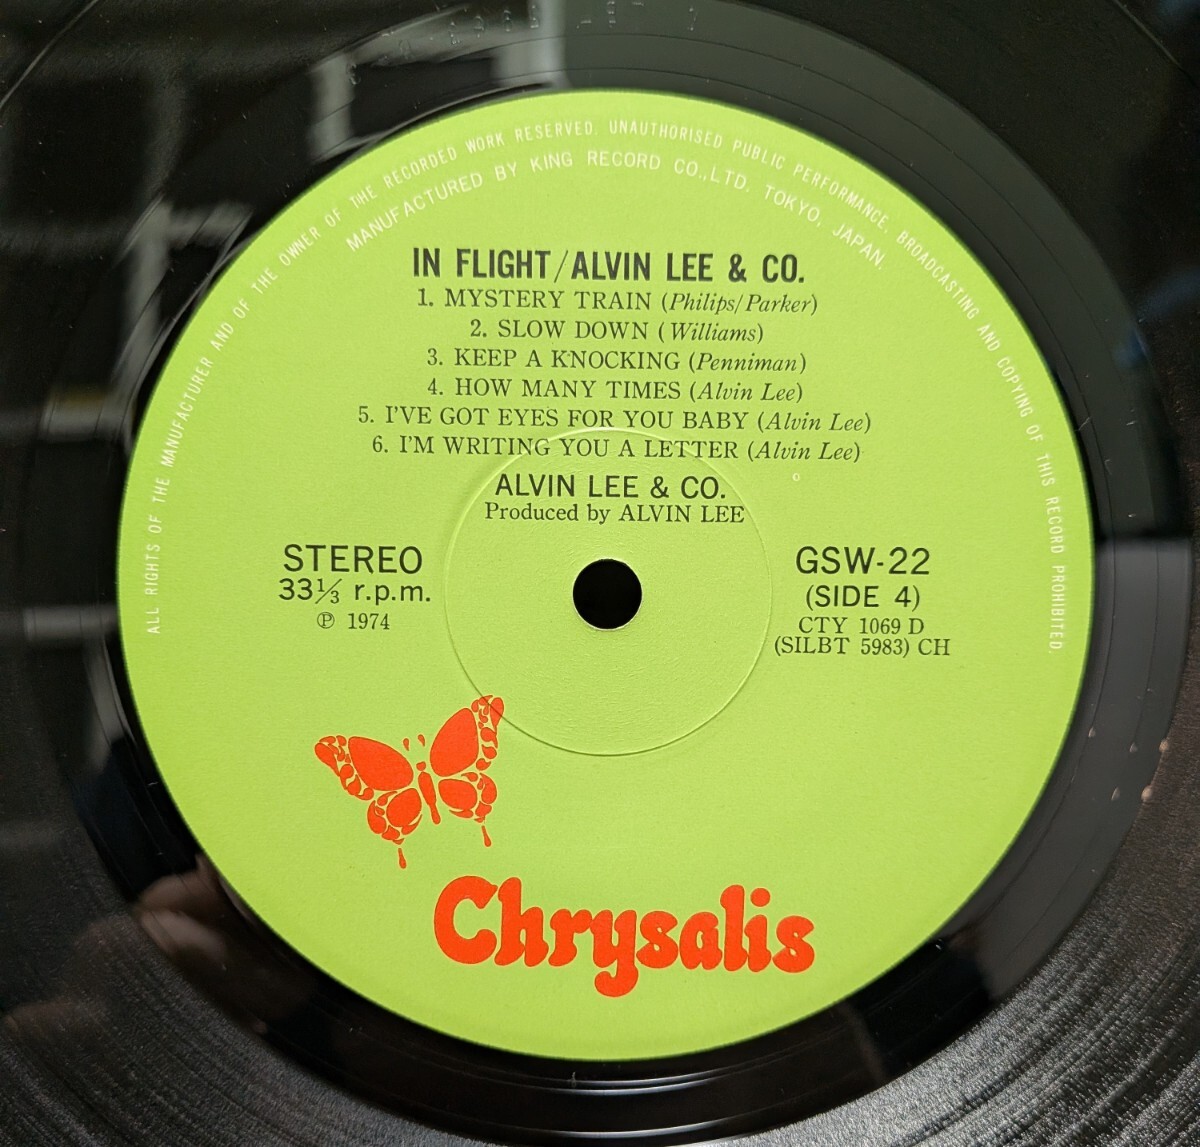 ALL RIGHTS OF THE MANUFACTURER AND OF THE OWNER OF THE RECORDED WORK RESERVED. UNAUTHORISED PUBLIC PERFORMANCE, BROADCASTING AND COPYING OF THIS RECORD PROHIBITED.
MANUFACTURED BY KING RECORD CO.,LTD. TOKYO, JAPAN.
IN FLIGHT/ALVIN LEE & CO.
1. MYSTERY TRAIN (Philips/Parker)
2. SLOW DOWN (Williams)
3. KEEP A KNOCKING (Penniman)
4. HOW MANY TIMES (Alvin Lee)
5. I'VE GOT EYES FOR YOU BABY (Alvin Lee)
6. I'M WRITING YOU A LETTER (Alvin Lee)
ALVIN LEE & CO.
Produced by ALVIN LEE
STEREO
33⅓ r.p.m.
℗ 1974
GSW-22
(SIDE 4)
CTY 1069 D
(SILBT 5983) CH
Chrysalis